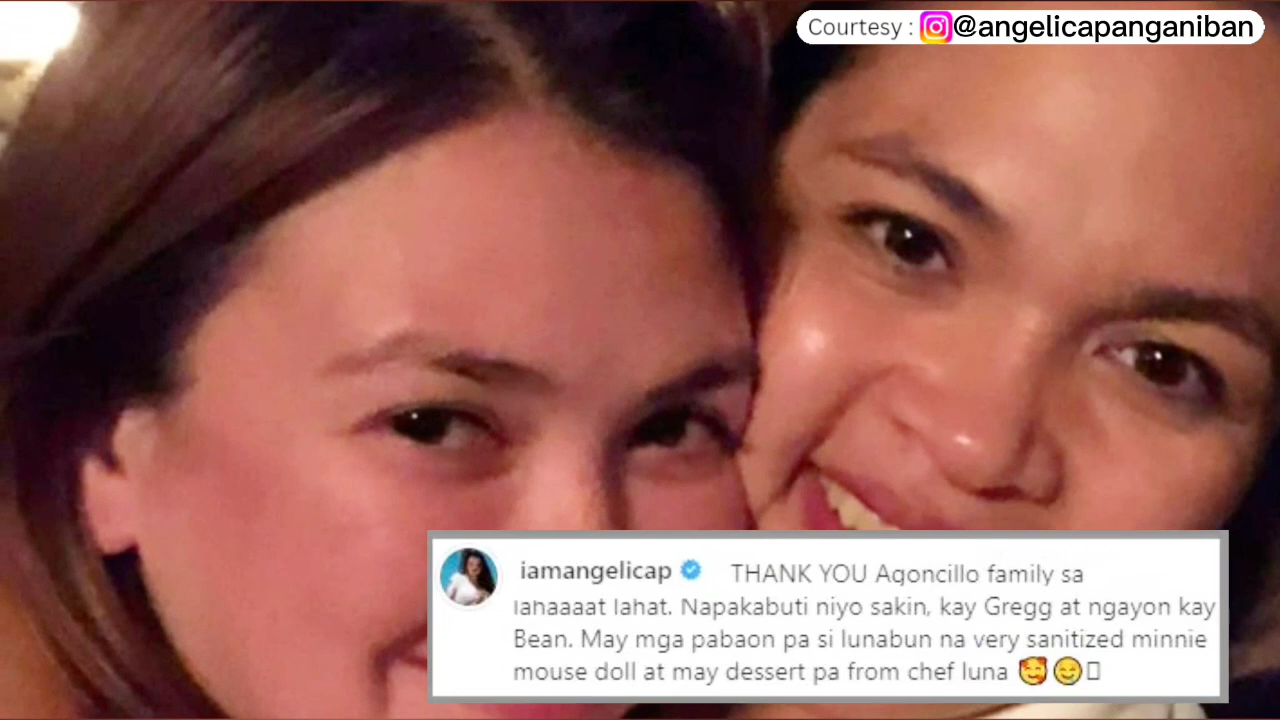 Courtesy : @angelicapanganiban
iamangelicap THANK YOU Agoncillo family sa
lahaaaat lahat. Napakabuti niyo sakin, kay Gregg at ngayon kay
Bean. May mga pabaon pa si lunabun na very sanitized minnie
mouse doll at may dessert pa from chef luna 🥰😊